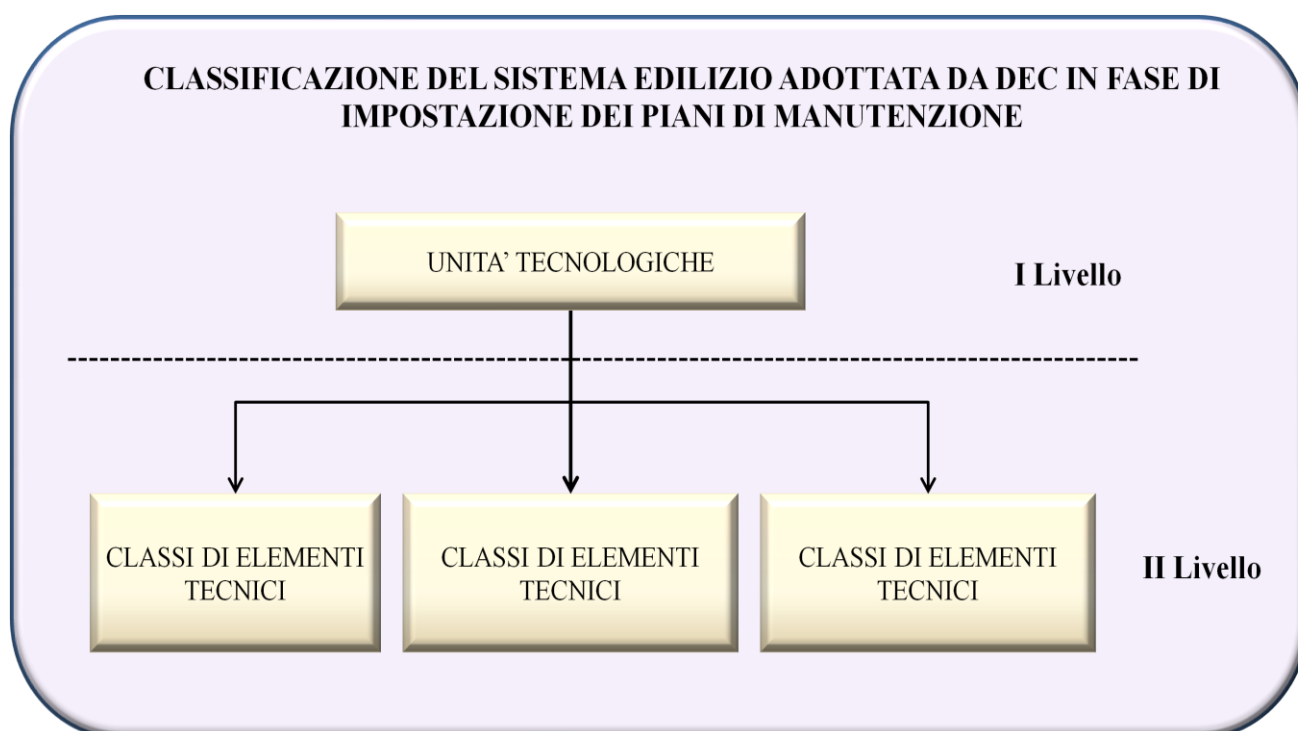 CLASSIFICAZIONE DEL SISTEMA EDILIZIO ADOTTATA DA DEC IN FASE DI
IMPOSTAZIONE DEI PIANI DI MANUTENZIONE
UNITA’ TECNOLOGICHE
I Livello
CLASSI DI ELEMENTI
TECNICI
CLASSI DI ELEMENTI
TECNICI
CLASSI DI ELEMENTI
TECNICI
II Livello